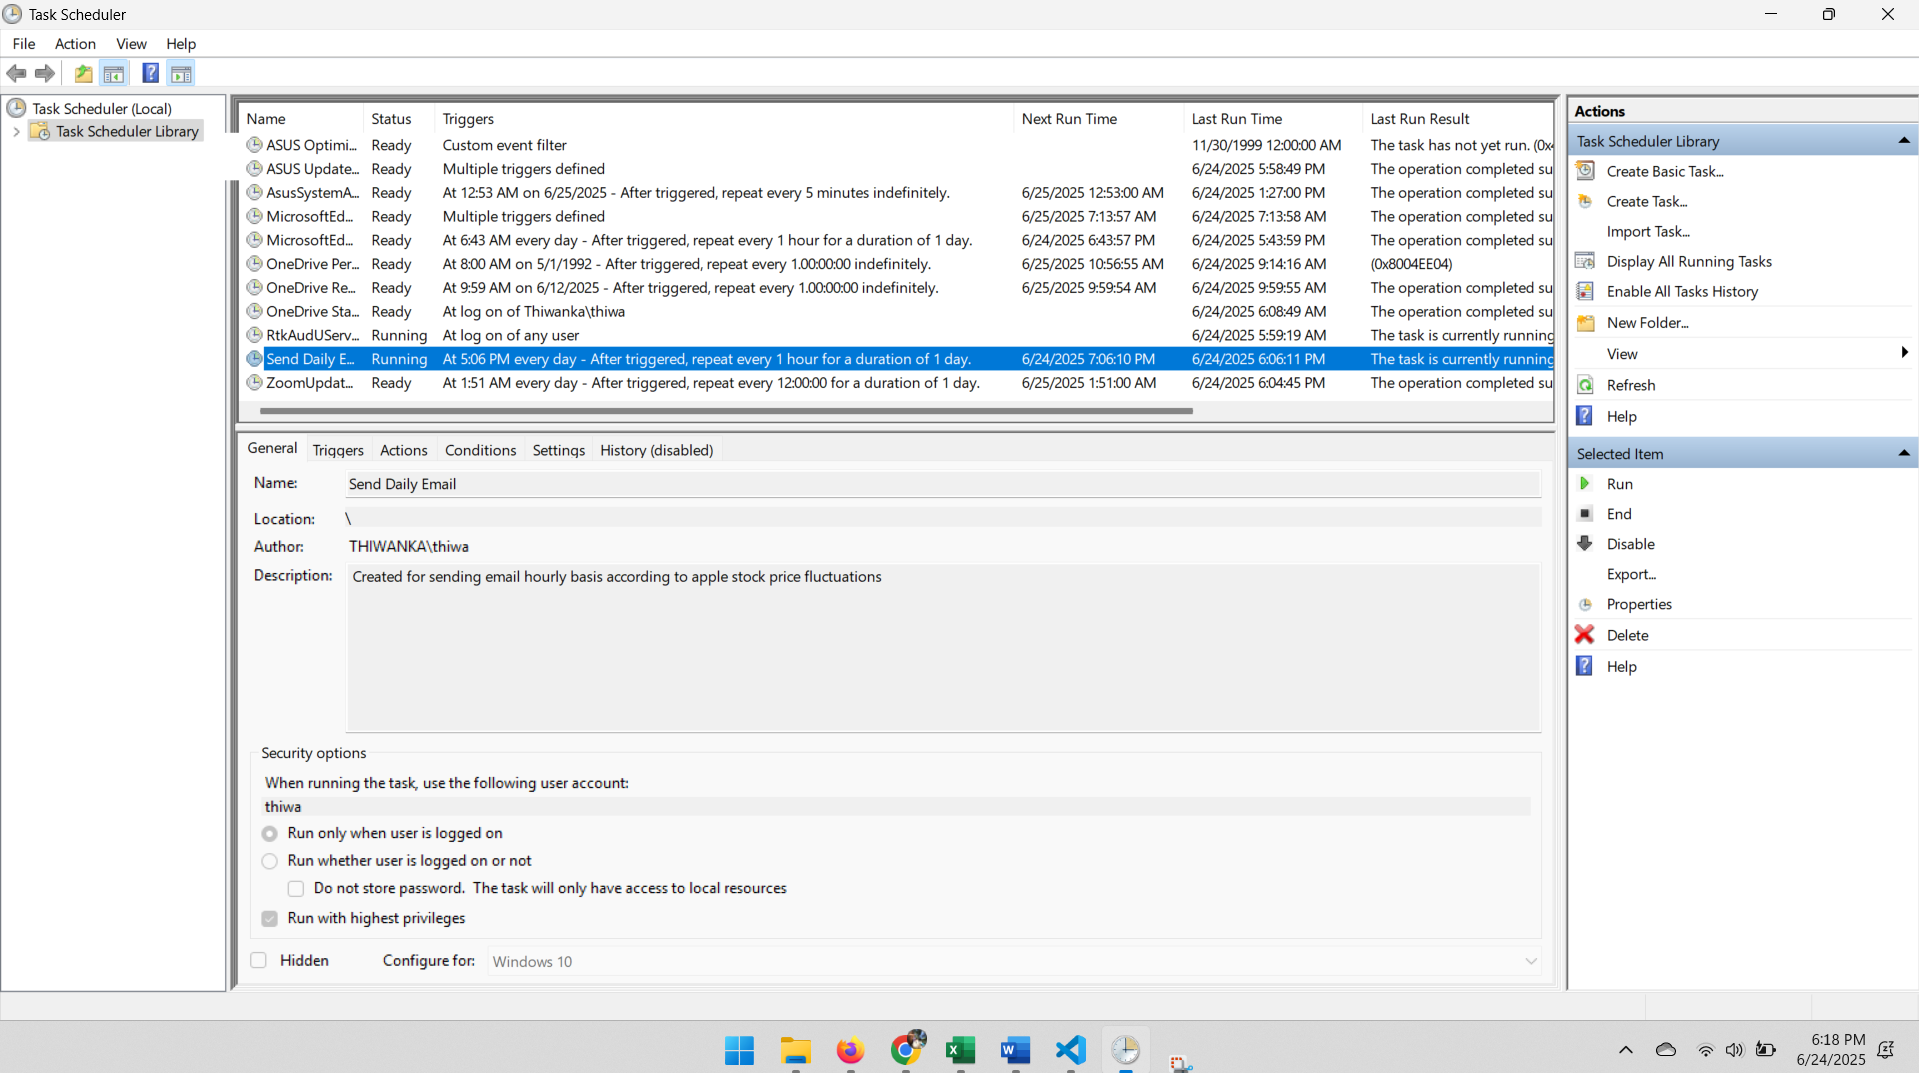 Task Scheduler
File Action View Help
Task Scheduler (Local)
Task Scheduler Library
Name Status Triggers Next Run Time Last Run Time Last Run Result
ASUS Optimi... Ready Custom event filter 11/30/1999 12:00:00 AM The task has not yet run. (0x4
ASUS Update... Ready Multiple triggers defined 6/24/2025 5:58:49 PM The operation completed su
AsusSystemA... Ready At 12:53 AM on 6/25/2025 - After triggered, repeat every 5 minutes indefinitely. 6/25/2025 12:53:00 AM 6/24/2025 1:27:00 PM The operation completed su
MicrosoftEd... Ready Multiple triggers defined 6/25/2025 7:13:57 AM 6/24/2025 7:13:58 AM The operation completed su
MicrosoftEd... Ready At 6:43 AM every day - After triggered, repeat every 1 hour for a duration of 1 day. 6/24/2025 6:43:57 PM 6/24/2025 5:43:59 PM The operation completed su
OneDrive Per... Ready At 8:00 AM on 5/1/1992 - After triggered, repeat every 1.00:00:00 indefinitely. 6/25/2025 10:56:55 AM 6/24/2025 9:14:16 AM (0x8004EE04)
OneDrive Re... Ready At 9:59 AM on 6/12/2025 - After triggered, repeat every 1.00:00:00 indefinitely. 6/25/2025 9:59:54 AM 6/24/2025 9:59:55 AM The operation completed su
OneDrive Sta... Ready At log on of Thiwanka\thiwa 6/24/2025 6:08:49 AM The operation completed su
RtkAudUServ... Running At log on of any user 6/24/2025 5:59:19 AM The task is currently running
Send Daily E... Running At 5:06 PM every day - After triggered, repeat every 1 hour for a duration of 1 day. 6/24/2025 7:06:10 PM 6/24/2025 6:06:11 PM The task is currently running
ZoomUpdat... Ready At 1:51 AM every day - After triggered, repeat every 12:00:00 for a duration of 1 day. 6/25/2025 1:51:00 AM 6/24/2025 6:04:45 PM The operation completed su
General Triggers Actions Conditions Settings History (disabled)
Name: Send Daily Email
Location: \
Author: THIWANKA\thiwa
Description: Created for sending email hourly basis according to apple stock price fluctuations
Security options
When running the task, use the following user account:
thiwa
Run only when user is logged on
Run whether user is logged on or not
Do not store password. The task will only have access to local resources
Run with highest privileges
Hidden Configure for: Windows 10
Actions
Task Scheduler Library
Create Basic Task...
Create Task...
Import Task...
Display All Running Tasks
Enable All Tasks History
New Folder...
View
Refresh
Help
Selected Item
Run
End
Disable
Export...
Properties
Delete
Help
6:18 PM
6/24/2025